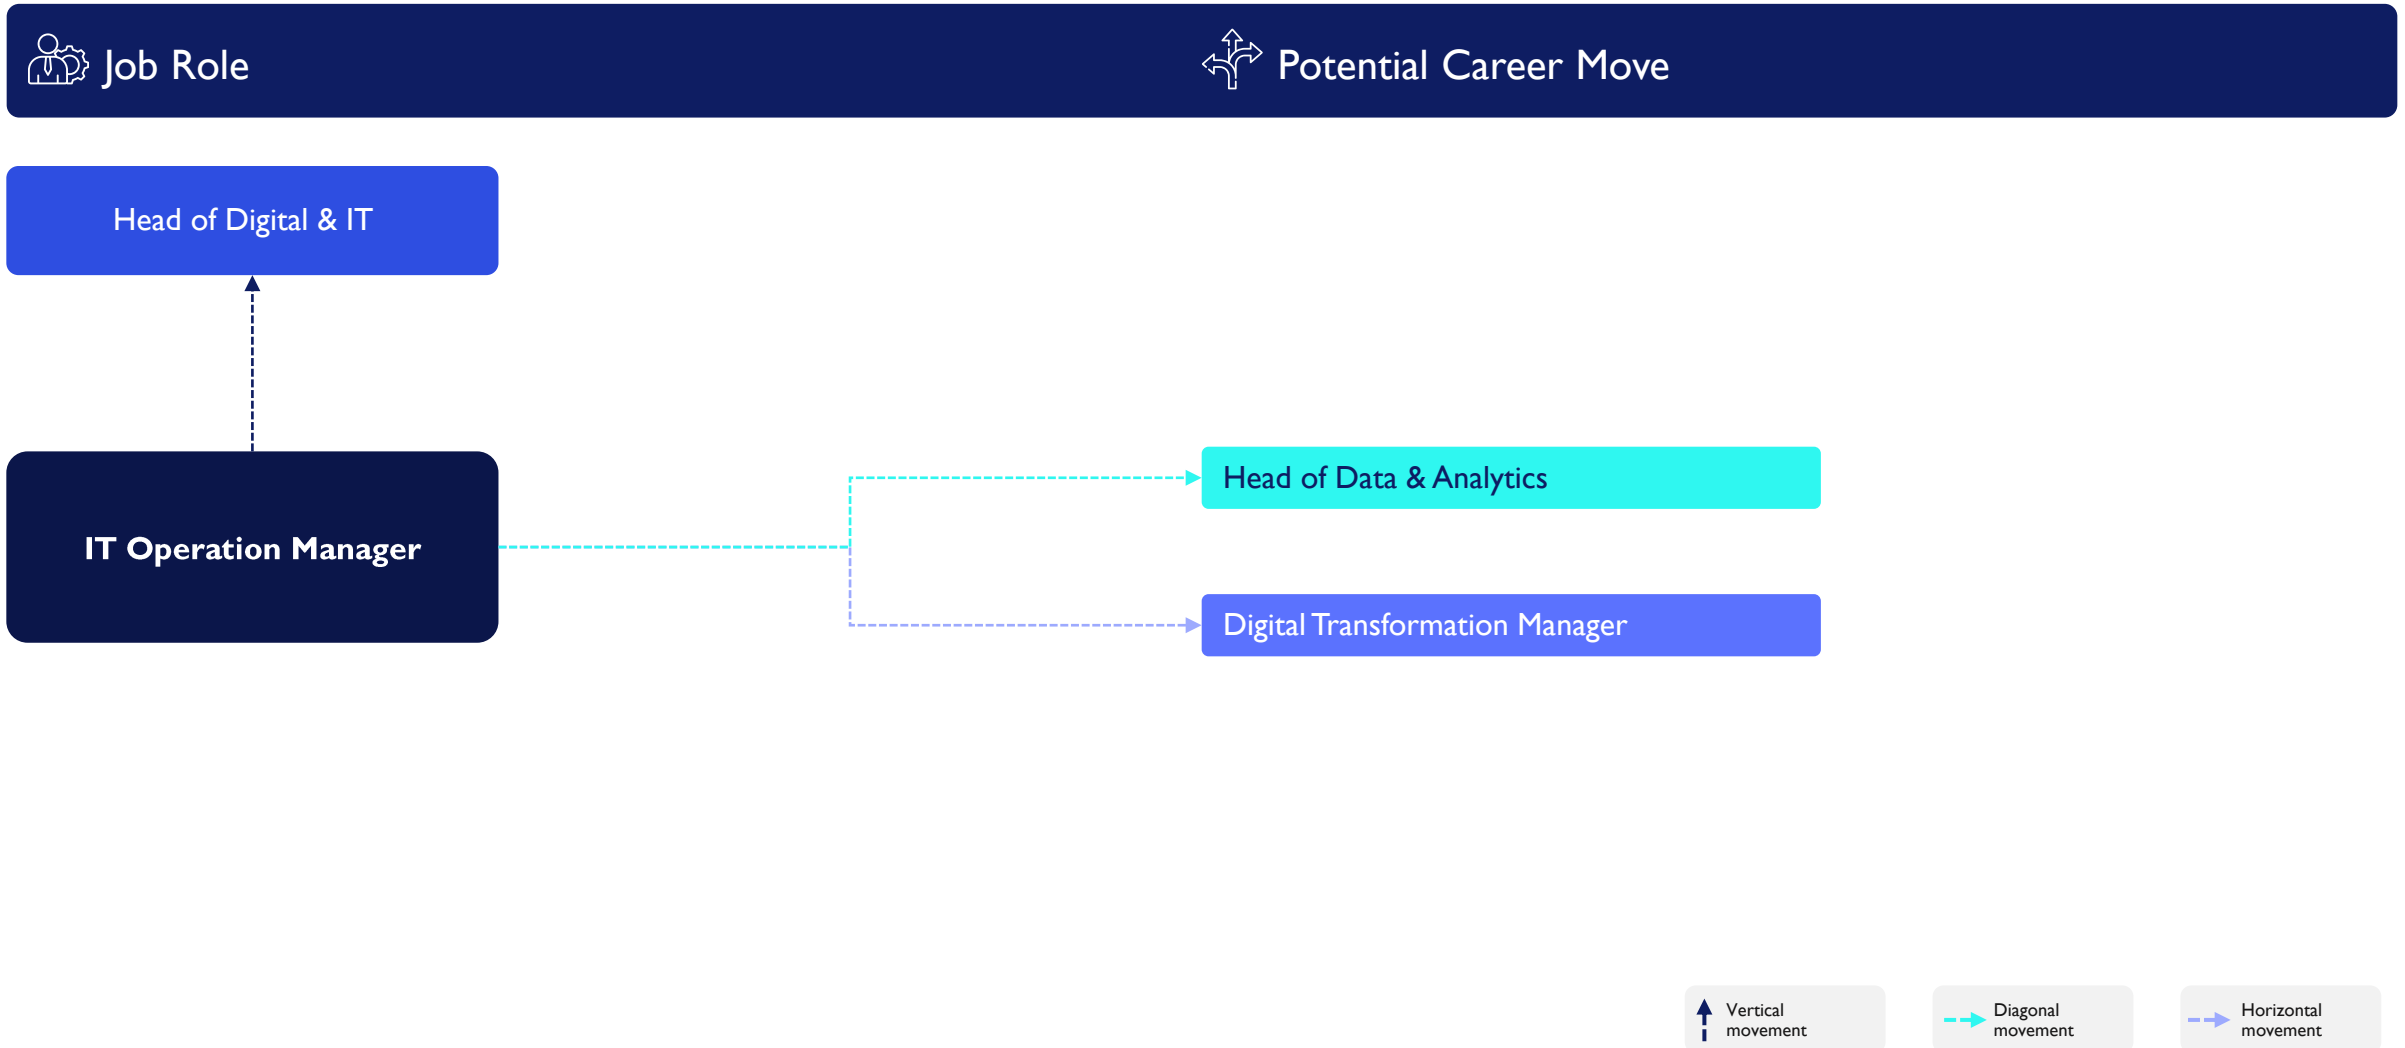 Job Role
Potential Career Move
Head of Digital & IT
IT Operation Manager
Head of Data & Analytics
Digital Transformation Manager
Vertical
movement
Diagonal
movement
Horizontal
movement